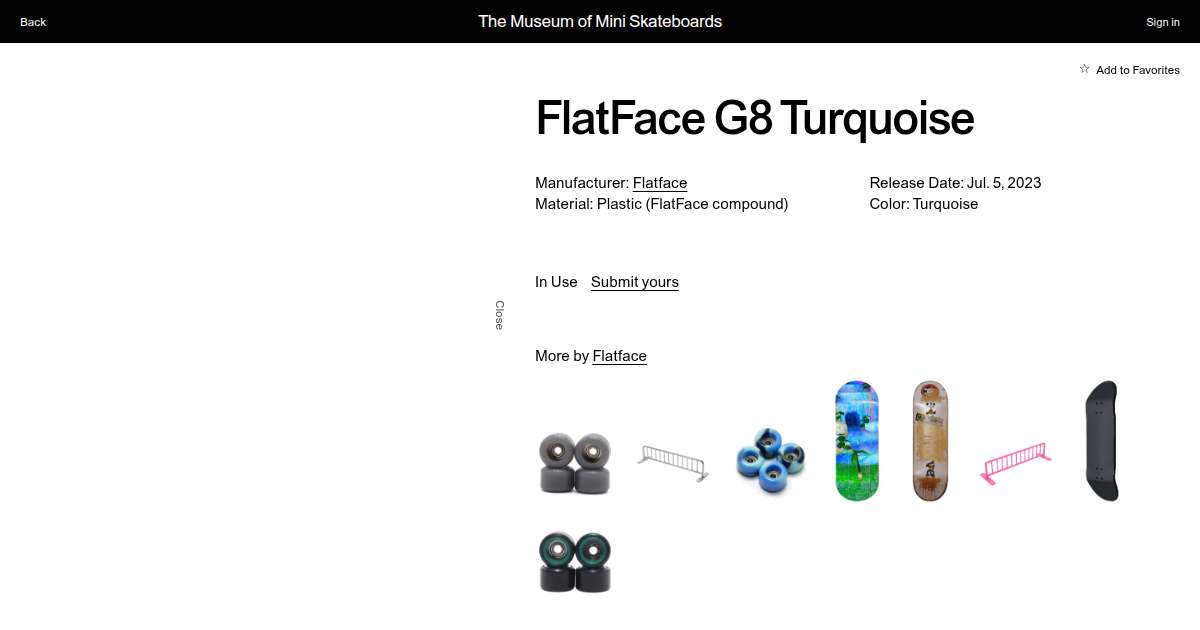 Back
The Museum of Mini Skateboards
Sign in
☆ Add to Favorites
FlatFace G8 Turquoise
Manufacturer: Flatface
Release Date: Jul. 5, 2023
Material: Plastic (FlatFace compound)
Color: Turquoise
In Use Submit yours
Close
More by Flatface